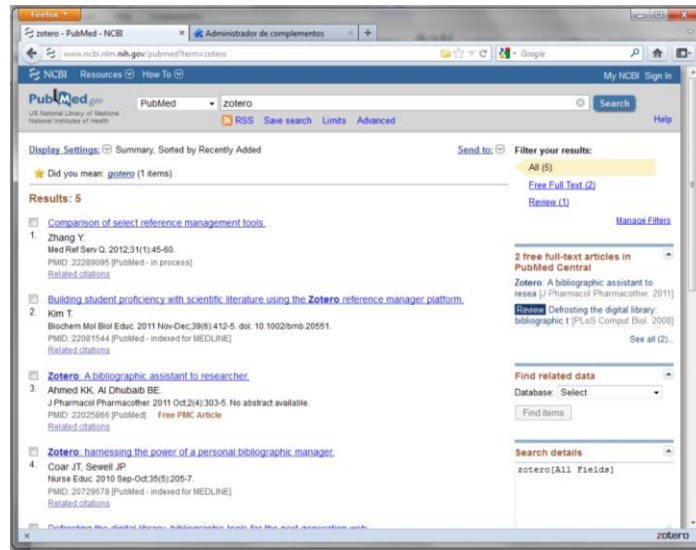 Firefox
zotero - PubMed - NCBI
Administrador de complementos
www.ncbi.nlm.nih.gov/pubmed?term=zotero
Google
NCBI Resources How To
My NCBI Sign In
PubMed.gov
US National Library of Medicine
National Institutes of Health
PubMed
zotero
Search
RSS Save search Limits Advanced
Help
Display Settings: Summary, Sorted by Recently Added
Send to:
Did you mean: gotero (1 items)
Results: 5
Comparison of select reference management tools.
1. Zhang Y.
Med Ref Serv Q. 2012;31(1):45-60.
PMID: 22289095 [PubMed - in process]
Related citations
Building student proficiency with scientific literature using the Zotero reference manager platform.
2. Kim T.
Biochem Mol Biol Educ. 2011 Nov-Dec;39(6):412-5. doi: 10.1002/bmb.20551.
PMID: 22081544 [PubMed - indexed for MEDLINE]
Related citations
Zotero: A bibliographic assistant to researcher.
3. Ahmed KK, Al Dhubaib BE.
J Pharmacol Pharmacother. 2011 Oct;2(4):303-5. No abstract available.
PMID: 22025866 [PubMed] Free PMC Article
Related citations
Zotero: harnessing the power of a personal bibliographic manager.
4. Coar JT, Sewell JP.
Nurse Educ. 2010 Sep-Oct;35(5):205-7.
PMID: 20729678 [PubMed - indexed for MEDLINE]
Related citations
Defrosting the digital library: bibliographic tools for the next generation web.
Filter your results:
All (5)
Free Full Text (2)
Review (1)
Manage Filters
2 free full-text articles in
PubMed Central
Zotero: A bibliographic assistant to
resea [J Pharmacol Pharmacother. 2011]
Review Defrosting the digital library:
bibliographic t [PLoS Comput Biol. 2008]
See all (2)...
Find related data
Database: Select
Find items
Search details
zotero[All Fields]
zotero